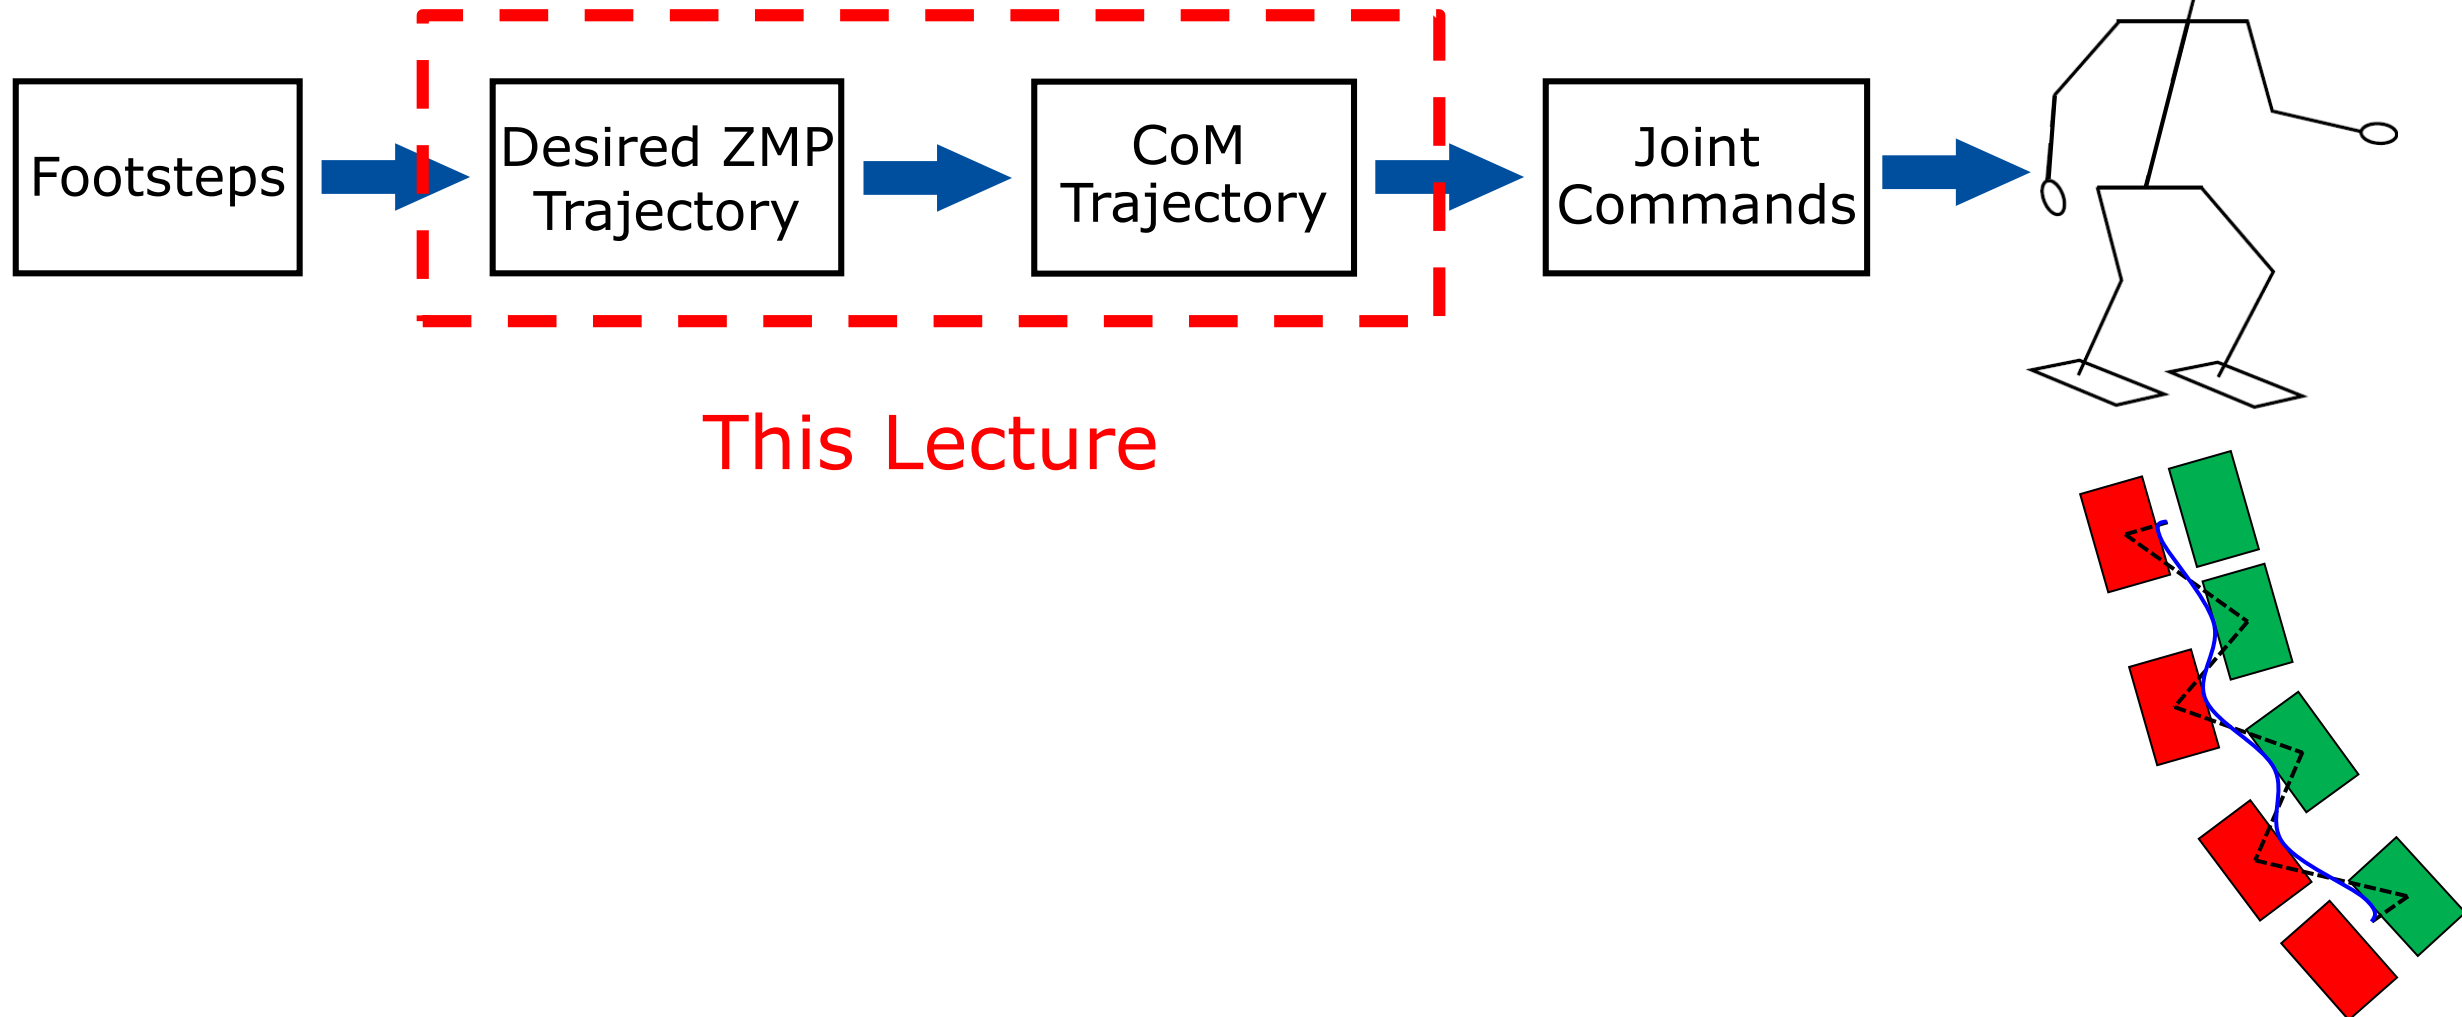 Footsteps
Desired ZMP
Trajectory
CoM
Trajectory
Joint
Commands
This Lecture